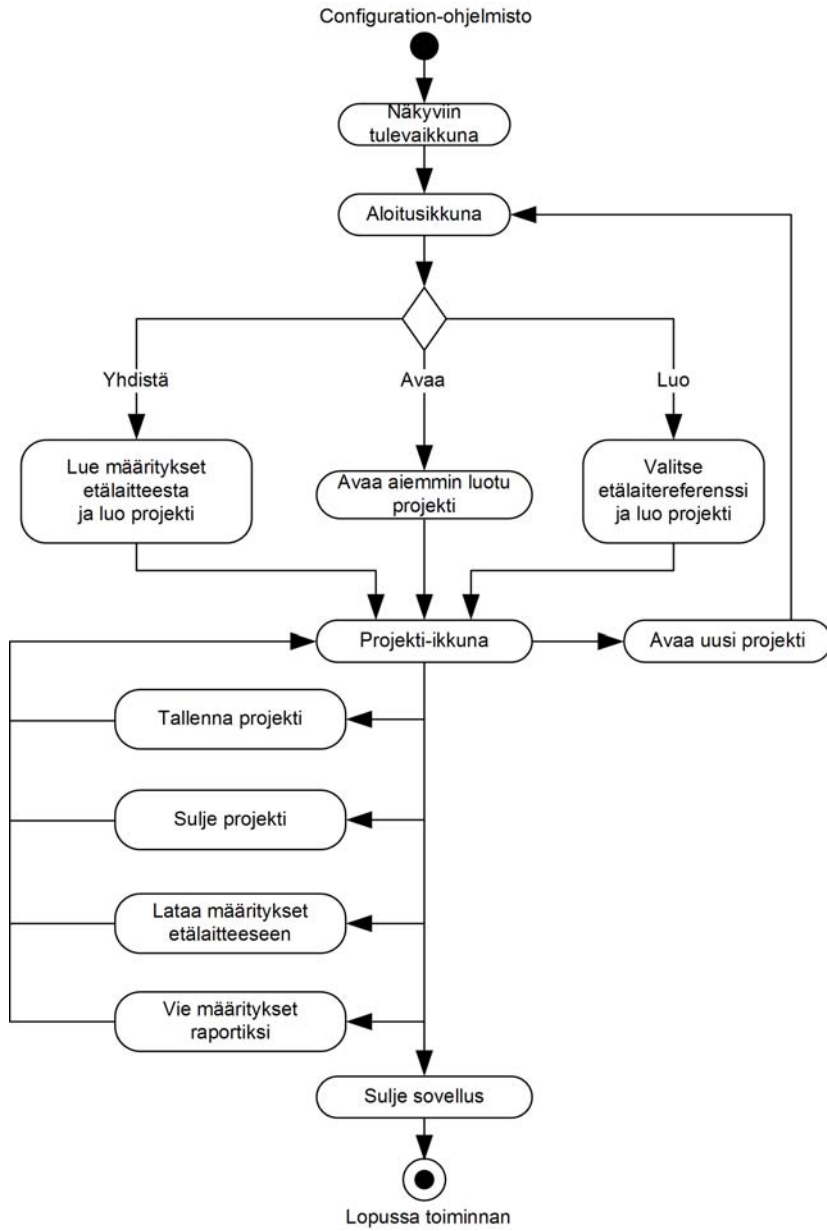 Configuration-ohjelmisto
Näkyviin
tulevaikkuna
Aloitusikkuna
Yhdistä
Avaa
Luo
Lue määritykset
etälaitteesta
ja luo projekti
Avaa aiemmin luotu
projekti
Valitse
etälaitereferenssi
ja luo projekti
Projekti-ikkuna
Avaa uusi projekti
Tallenna projekti
Sulje projekti
Lataa määritykset
etälaitteeseen
Vie määritykset
raportiksi
Sulje sovellus
Lopussa toiminnan